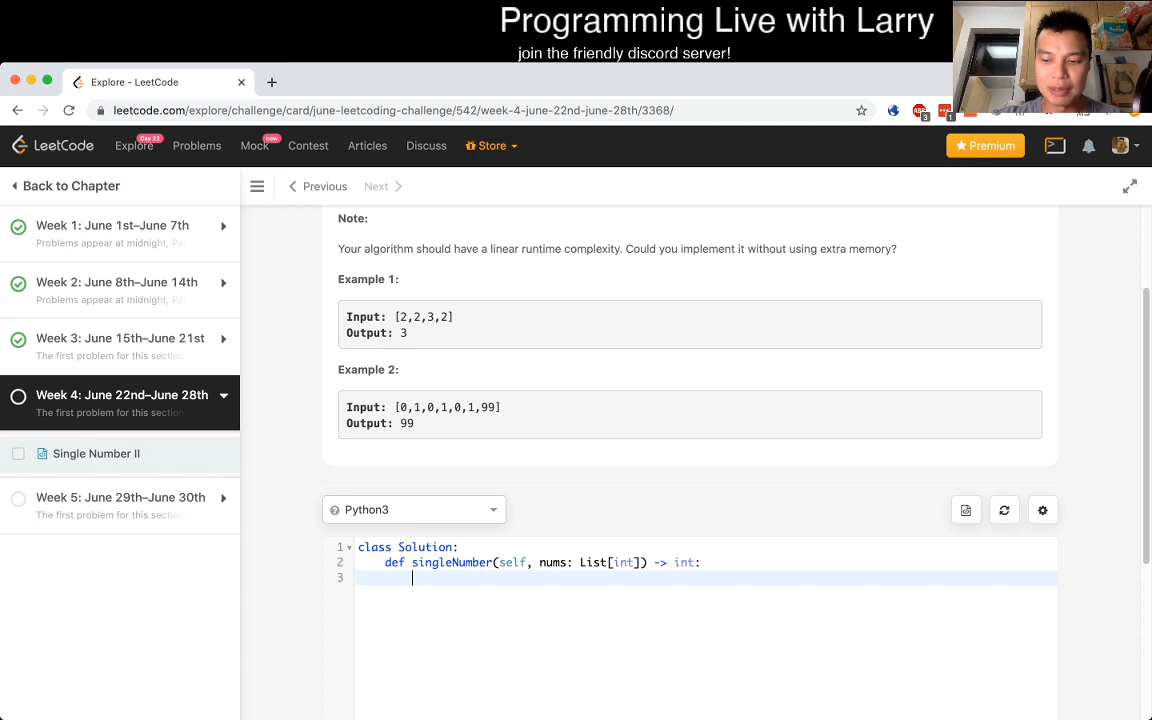 Programming Live with Larry
join the friendly discord server!
Explore - LeetCode
leetcode.com/explore/challenge/card/june-leetcoding-challenge/542/week-4-june-22nd-june-28th/3368/
LeetCode
Explore
Day 22
Problems
Mock
new
Contest
Articles
Discuss
Store
Premium
Back to Chapter
Previous
Next
Week 1: June 1st–June 7th
Problems appear at midnight, Pa
Week 2: June 8th–June 14th
Problems appear at midnight, Pa
Week 3: June 15th–June 21st
The first problem for this section
Week 4: June 22nd–June 28th
The first problem for this section
Single Number II
Week 5: June 29th–June 30th
The first problem for this section
Note:
Your algorithm should have a linear runtime complexity. Could you implement it without using extra memory?
Example 1:
Input: [2,2,3,2]
Output: 3
Example 2:
Input: [0,1,0,1,0,1,99]
Output: 99
Python3
1 class Solution:
2 def singleNumber(self, nums: List[int]) -> int:
3